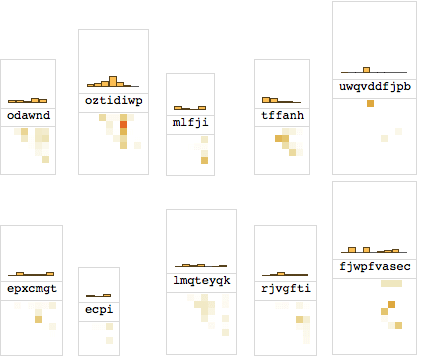 odawnd
oztidiwp
mlfji
tffanh
uwqvddfjpb
epxcmgt
ecpi
lmqteyqk
rjvgfti
fjwpfvasec